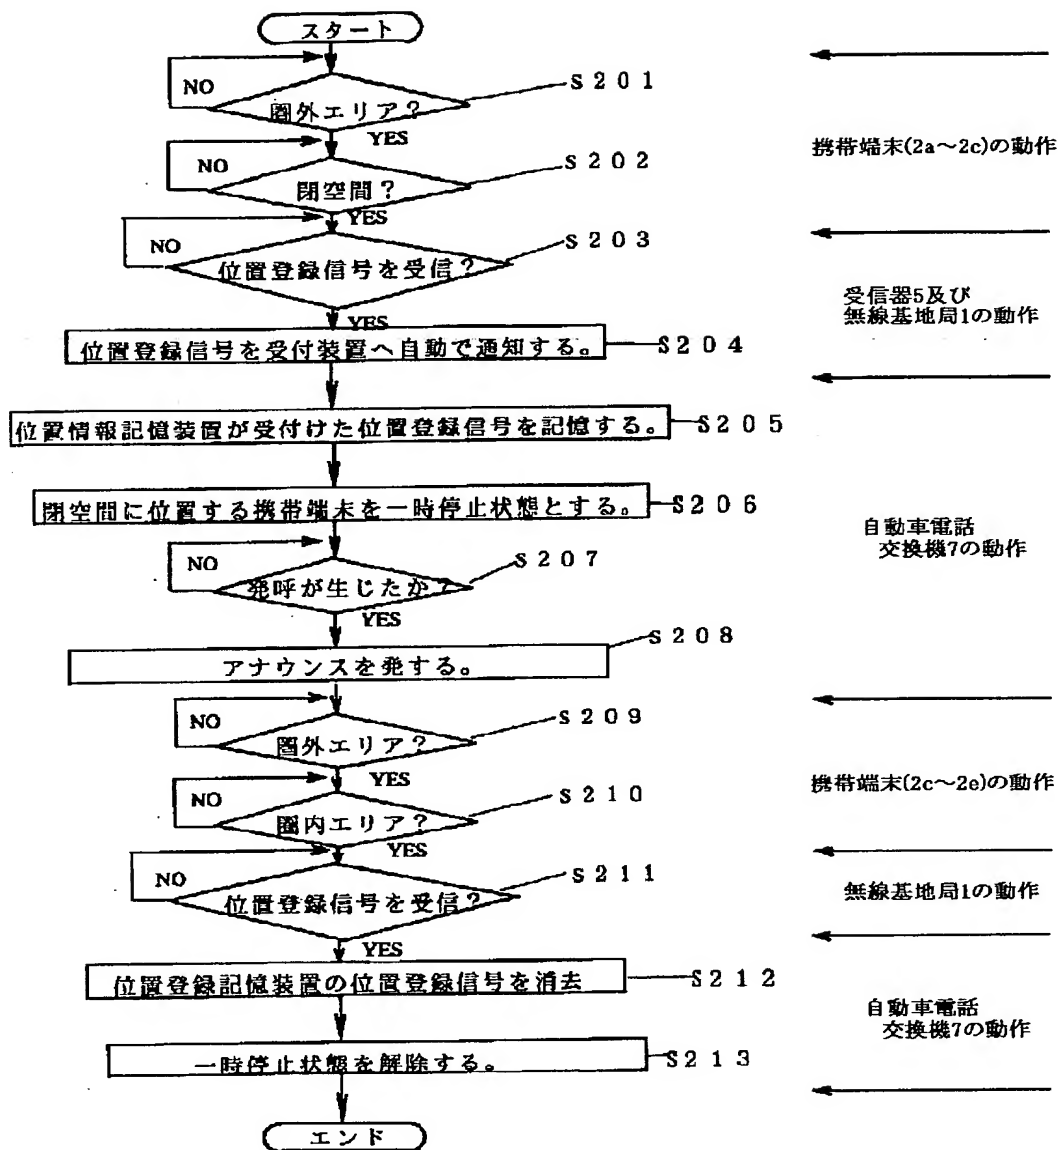 スタート
NO
圏外エリア？
S201
YES
NO
閉空間？
S202
YES
NO
位置登録信号を受信？
S203
YES
位置登録信号を受付装置へ自動で通知する。
S204
位置情報記憶装置が受付けた位置登録信号を記憶する。
S205
閉空間に位置する携帯端末を一時停止状態とする。
S206
NO
発呼が生じたか？
S207
YES
アナウンスを発する。
S208
NO
圏外エリア？
S209
YES
NO
圏内エリア？
S210
YES
NO
位置登録信号を受信？
S211
YES
位置登録記憶装置の位置登録信号を消去
S212
一時停止状態を解除する。
S213
エンド
携帯端末(2a～2c)の動作
受信器5及び
無線基地局1の動作
自動車電話
交換機7の動作
携帯端末(2c～2e)の動作
無線基地局1の動作
自動車電話
交換機7の動作